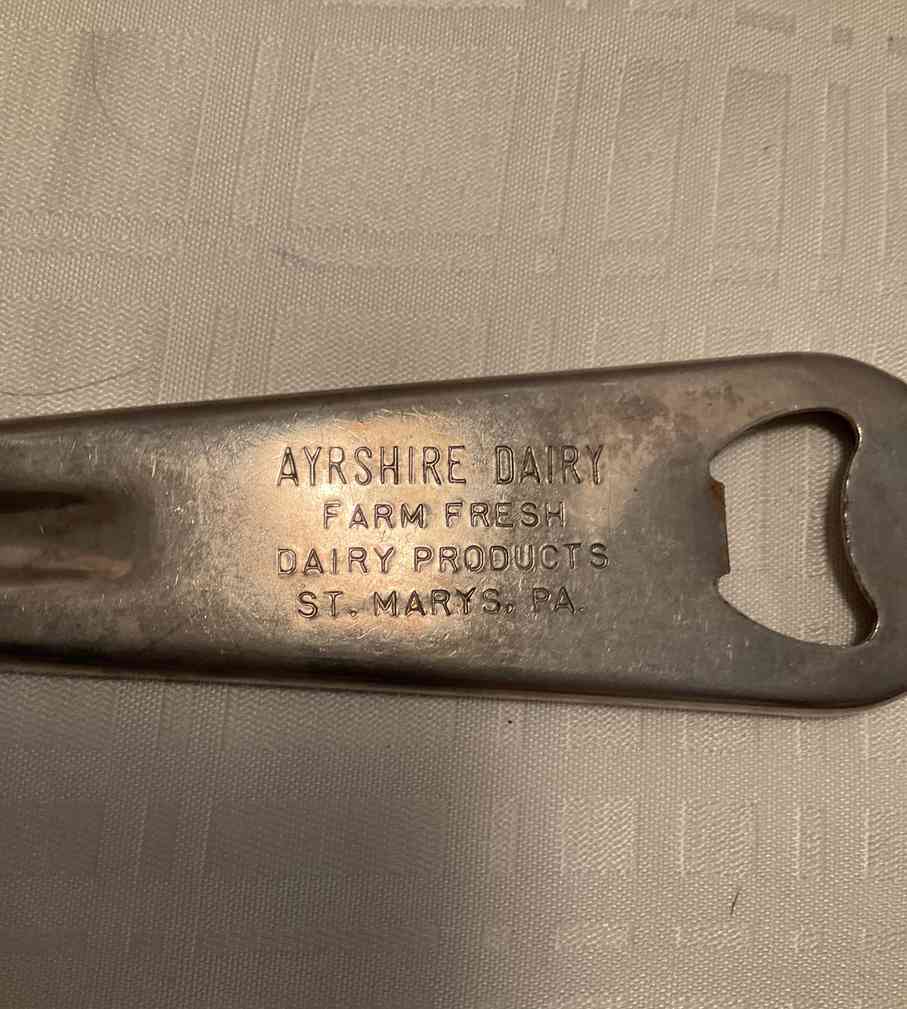 AYRSHIRE DAIRY
FARM FRESH
DAIRY PRODUCTS
ST. MARYS, PA.